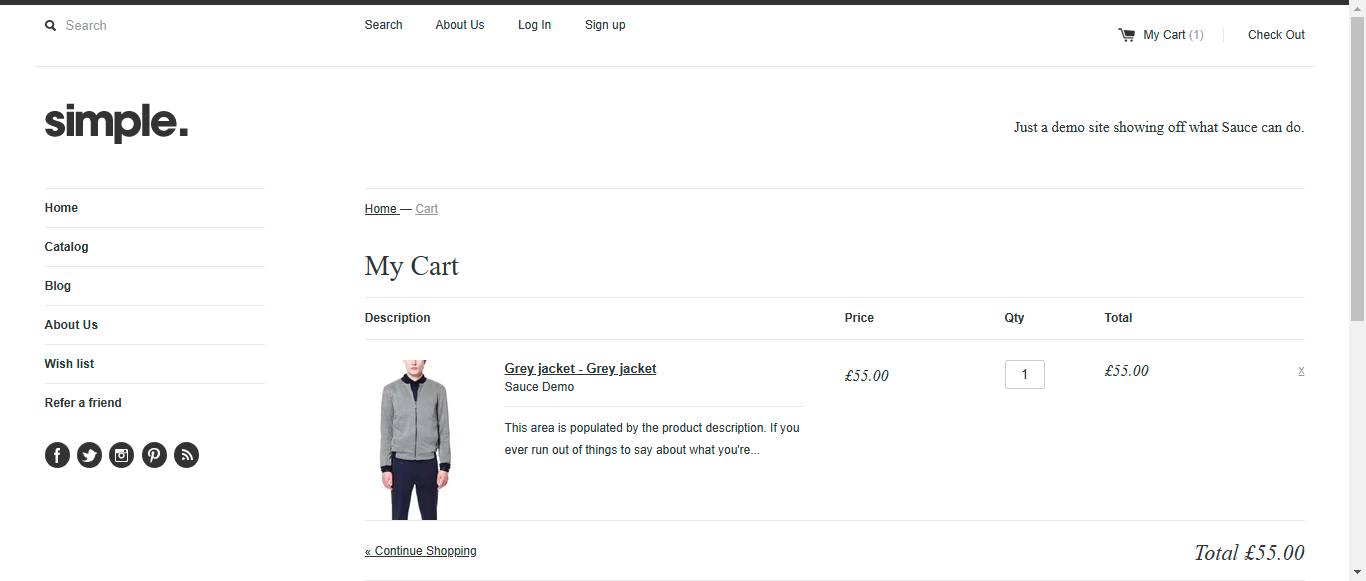 Search
Search About Us Log In Sign up
My Cart (1) Check Out
simple.
Just a demo site showing off what Sauce can do.
Home
Catalog
Blog
About Us
Wish list
Refer a friend
Home — Cart
My Cart
Description Price Qty Total
Grey jacket - Grey jacket
Sauce Demo
£55.00 1 £55.00 x
This area is populated by the product description. If you
ever run out of things to say about what you're...
« Continue Shopping
Total £55.00